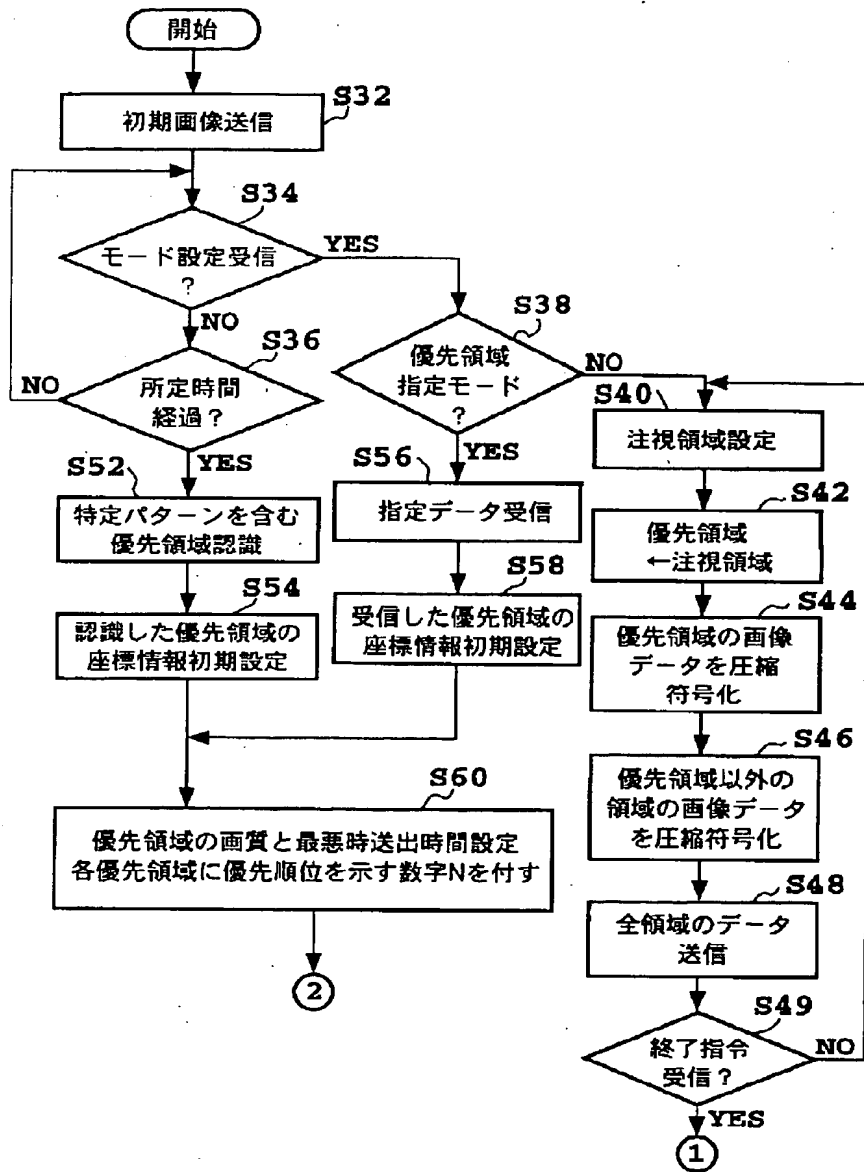 開始
S32
初期画像送信
S34
モード設定受信
?
YES
NO
S36
所定時間
経過?
NO
YES
S38
優先領域
指定モード
?
NO
YES
S52
特定パターンを含む
優先領域認識
S54
認識した優先領域の
座標情報初期設定
S56
指定データ受信
S58
受信した優先領域の
座標情報初期設定
S60
優先領域の画質と最悪時送出時間設定
各優先領域に優先順位を示す数字Nを付す
2
S40
注視領域設定
S42
優先領域
←注視領域
S44
優先領域の画像
データを圧縮
符号化
S46
優先領域以外の
領域の画像データ
を圧縮符号化
S48
全領域のデータ
送信
S49
終了指令
受信?
NO
YES
1